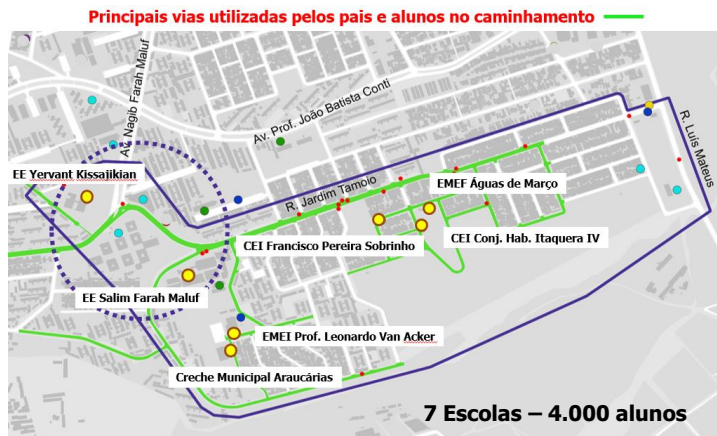 Principais vias utilizadas pelos pais e alunos no caminhamento
Av. Nagib Farah Maluf
Av. Prof. João Batista Conti
R. Luís Mateus
EE Yervant Kissajikian
R. Jardim Tamoio
EMEF Águas de Março
CEI Francisco Pereira Sobrinho
CEI Conj. Hab. Itaquera IV
EE Salim Farah Maluf
EMEI Prof. Leonardo Van Acker
Creche Municipal Araucárias
7 Escolas – 4.000 alunos